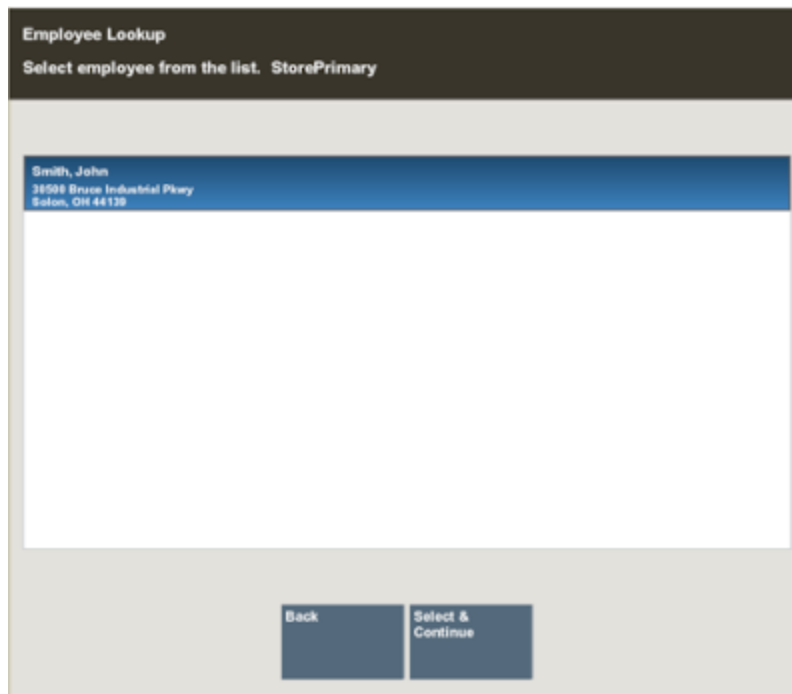 Employee Lookup
Select employee from the list. StorePrimary
Smith, John
30500 Bruce Industrial Pkwy
Solon, OH 44139
Back
Select &
Continue